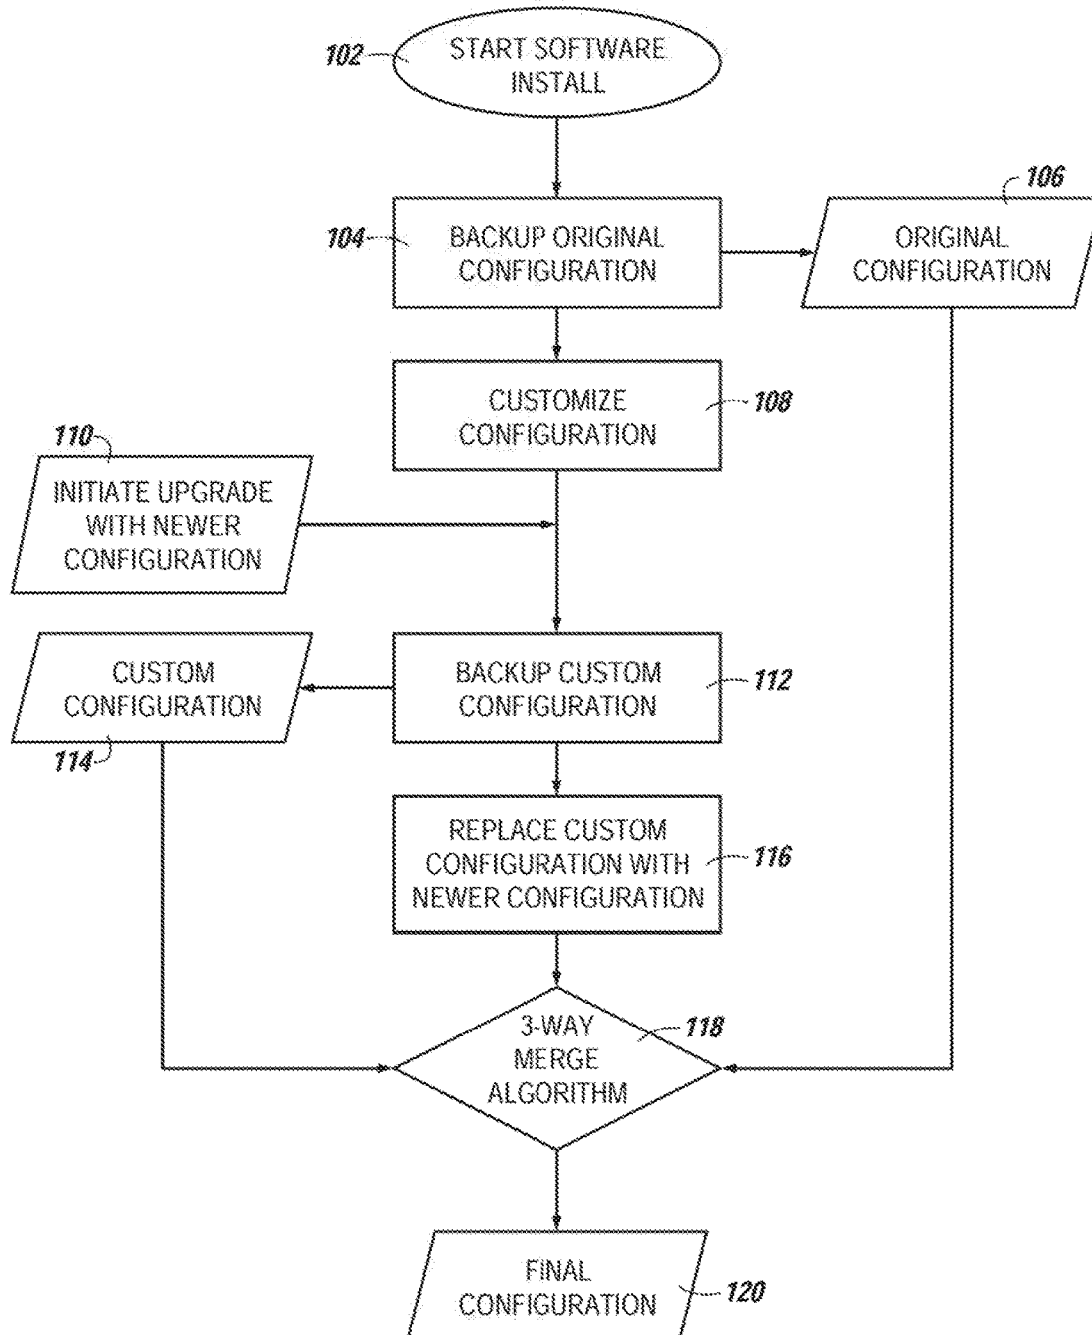 102
START SOFTWARE
INSTALL
104
BACKUP ORIGINAL
CONFIGURATION
106
ORIGINAL
CONFIGURATION
CUSTOMIZE
CONFIGURATION
108
110
INITIATE UPGRADE
WITH NEWER
CONFIGURATION
CUSTOM
CONFIGURATION
114
BACKUP CUSTOM
CONFIGURATION
112
REPLACE CUSTOM
CONFIGURATION WITH
NEWER CONFIGURATION
116
3-WAY
MERGE
ALGORITHM
118
FINAL
CONFIGURATION
120